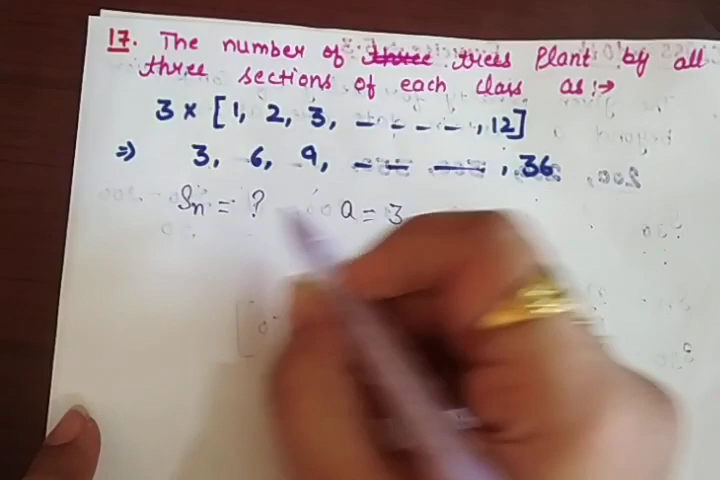 17. The number of three trees Plant by all
three sections of each class as :→
3 × [1, 2, 3, – – – –, 12]
⇒ 3, 6, 9, – – –, 36
Sn = ? a = 3